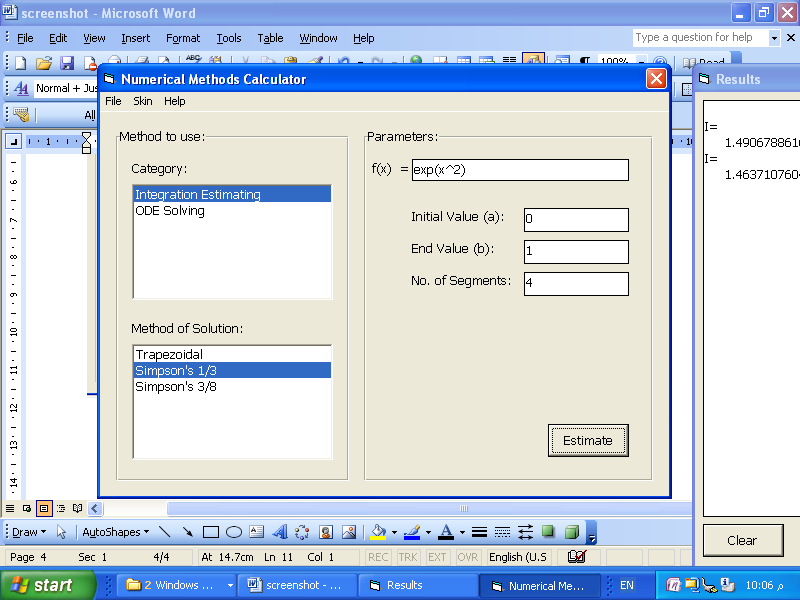 screenshot - Microsoft Word
File Edit View Insert Format Tools Table Window Help
Type a question for help
100%
Read
Normal + Jus
All
Numerical Methods Calculator
File Skin Help
Method to use:
Category:
Integration Estimating
ODE Solving
Method of Solution:
Trapezoidal
Simpson's 1/3
Simpson's 3/8
Parameters:
f(x) = exp(x^2)
Initial Value (a): 0
End Value (b): 1
No. of Segments: 4
Estimate
Results
I=
1.490678861
I=
1.463710760
Clear
Draw AutoShapes
Page 4 Sec 1 4/4 At 14.7cm Ln 11 Col 1 REC TRK EXT OVR English (U.S
start
2 Windows ...
screenshot - ...
Results
Numerical Me...
EN
10:06 م